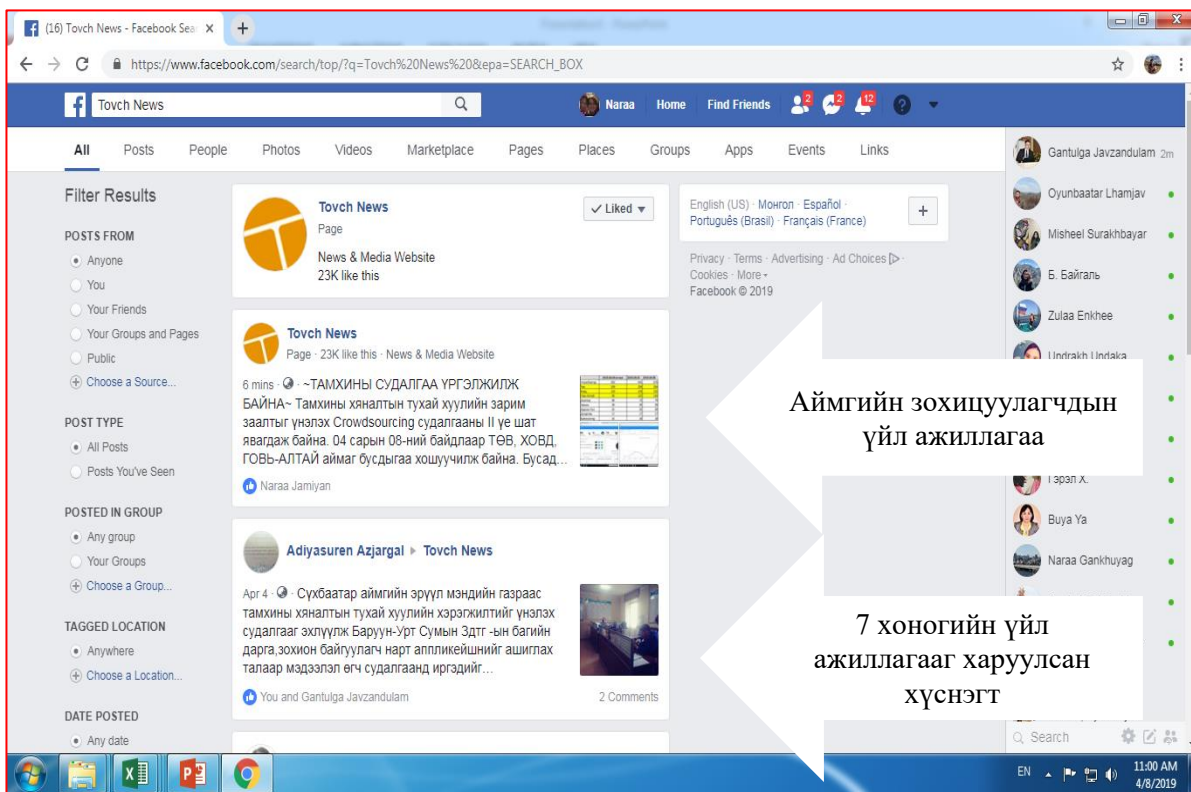 (16) Tovch News - Facebook Sea
https://www.facebook.com/search/top/?q=Tovch%20News%20&epa=SEARCH_BOX
Tovch News
Naraa Home Find Friends 2 2 12
All Posts People Photos Videos Marketplace Pages Places Groups Apps Events Links
Filter Results
POSTS FROM
Anyone
You
Your Friends
Your Groups and Pages
Public
Choose a Source...
POST TYPE
All Posts
Posts You've Seen
POSTED IN GROUP
Any group
Your Groups
Choose a Group...
TAGGED LOCATION
Anywhere
Choose a Location...
DATE POSTED
Any date
Tovch News
Page
News & Media Website
23K like this
Liked
Tovch News
Page · 23K like this · News & Media Website
6 mins · ~ТАМХИНЫ СУДАЛГАА ҮРГЭЛЖИЛЖ
БАЙНА~ Тамхины хяналтын тухай хуулийн зарим
заалтыг үнэлэх Crowdsourcing судалгааны II үе шат
явагдаж байна. 04 сарын 08-ний байдлаар ТӨВ, ХОВД,
ГОВЬ-АЛТАЙ аймаг бусдыгаа хошуучилж байна. Бусад...
Naraa Jamiyan
Adiyasuren Azjargal ▸ Tovch News
Apr 4 · Сүхбаатар аймгийн эрүүл мэндийн газраас
тамхины хяналтын тухай хуулийн хэрэгжилтийг үнэлэх
судалгааг эхлүүлж Баруун-Урт Сумын Здтг -ын багийн
дарга,зохион байгуулагч нарт аппликейшнийг ашиглах
талаар мэдээлэл өгч судалгаанд иргэдийг...
You and Gantulga Javzandulam
2 Comments
English (US) · Монгол · Español ·
Português (Brasil) · Français (France)
Privacy · Terms · Advertising · Ad Choices ·
Cookies · More
Facebook © 2019
Аймгийн зохицуулагчдын
үйл ажиллагаа
7 хоногийн үйл
ажиллагааг харуулсан
хүснэгт
Gantulga Javzandulam 2m
Oyunbaatar Lhamjav
Misheel Surakhbayar
Б. Байгаль
Zulaa Enkhee
Undrakh Undaka
Гэрэл Х.
Buya Ya
Naraa Gankhuyag
Search
EN
11:00 AM
4/8/2019